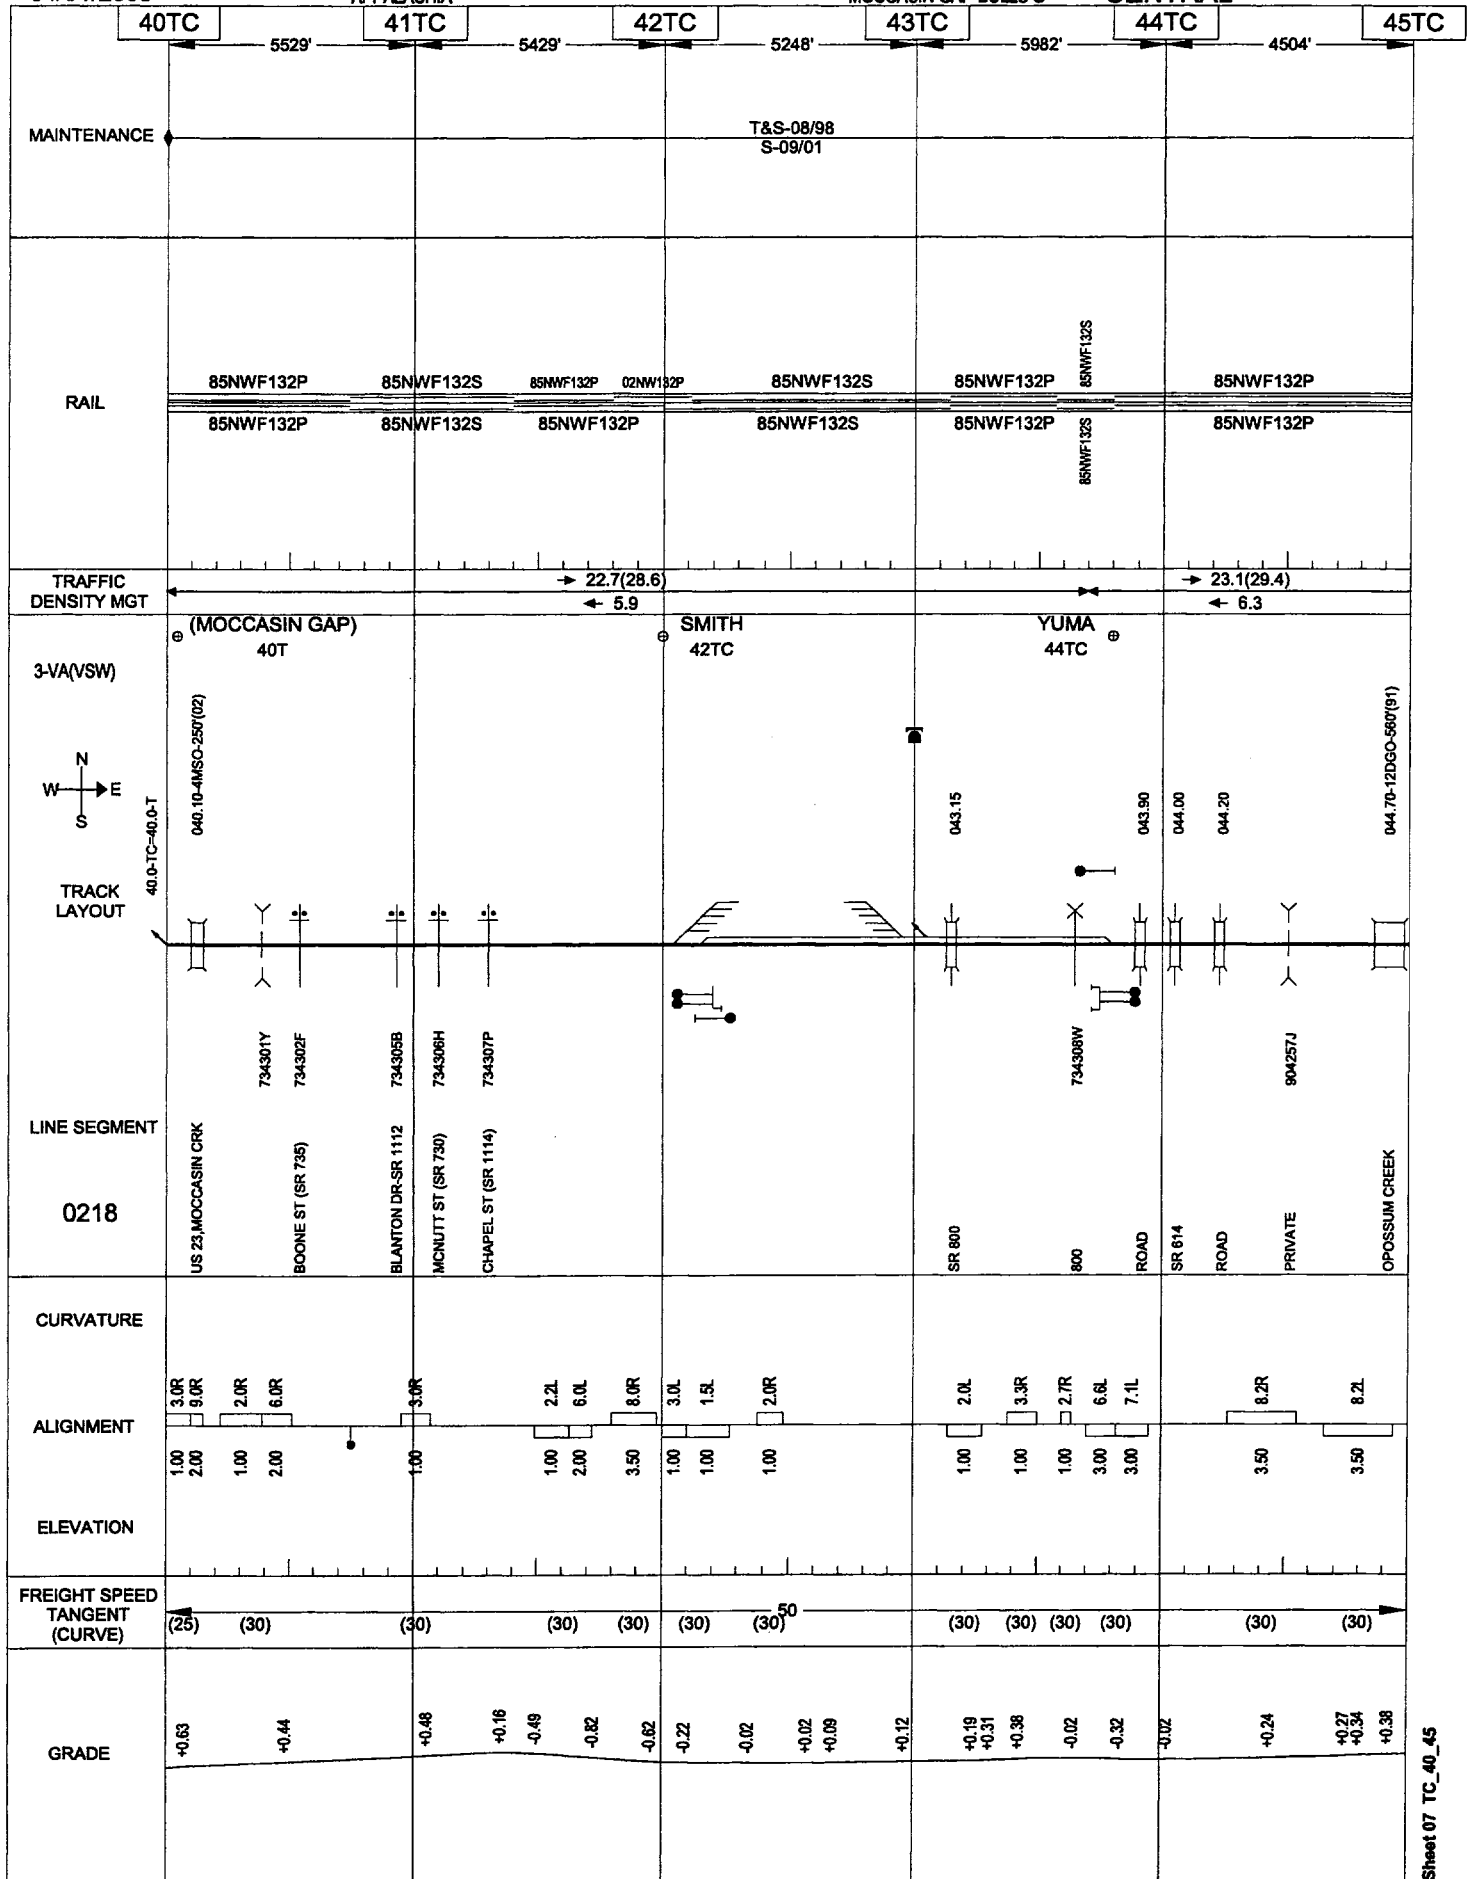 40TC 41TC 42TC 43TC 44TC 45TC
5529' 5429' 5248' 5982' 4504'
MAINTENANCE
T&S-08/98
S-09/01
85NWF132S
85NWF132P 85NWF132S 85NWF132P 02NW132P 85NWF132S 85NWF132P 85NWF132P
RAIL
85NWF132P 85NWF132S 85NWF132P 85NWF132S 85NWF132P 85NWF132P
85NWF132S
TRAFFIC
DENSITY MGT
→ 22.7(28.6) → 23.1(29.4)
← 5.9 ← 6.3
(MOCCASIN GAP) SMITH YUMA
40T 42TC 44TC
3-VA(VSW)
N
W E
S
40.0-TC=40.0-T
040.10-4MSO-250'(02)
043.15
043.90
044.00
044.20
044.70-12DGO-560'(91)
TRACK
LAYOUT
734301Y
734302F
734305B
734306H
734307P
734308W
904257J
LINE SEGMENT
0218
US 23,MOCCASIN CRK
BOONE ST (SR 735)
BLANTON DR-SR 1112
MCNUTT ST (SR 730)
CHAPEL ST (SR 1114)
SR 800
800
ROAD
SR 614
ROAD
PRIVATE
OPOSSUM CREEK
CURVATURE
3.0R 9.0R 2.0R 6.0R 3.0R 2.2L 6.0L 8.0R 3.0L 1.5L 2.0R 2.0L 3.3R 2.7R 6.6L 7.1L 8.2R 8.2L
ALIGNMENT
1.00 2.00 1.00 2.00 1.00 1.00 2.00 3.50 1.00 1.00 1.00 1.00 1.00 1.00 3.00 3.00 3.50 3.50
ELEVATION
FREIGHT SPEED
TANGENT
(CURVE)
50
(25) (30) (30) (30) (30) (30) (30) (30) (30) (30) (30) (30) (30)
GRADE
+0.63 +0.44 +0.48 +0.16 -0.49 -0.82 -0.62 -0.22 -0.02 +0.02 +0.09 +0.12 +0.19 +0.31 +0.38 -0.02 -0.32 -0.02 +0.24 +0.27 +0.34 +0.38
Sheet 07 TC_40_45